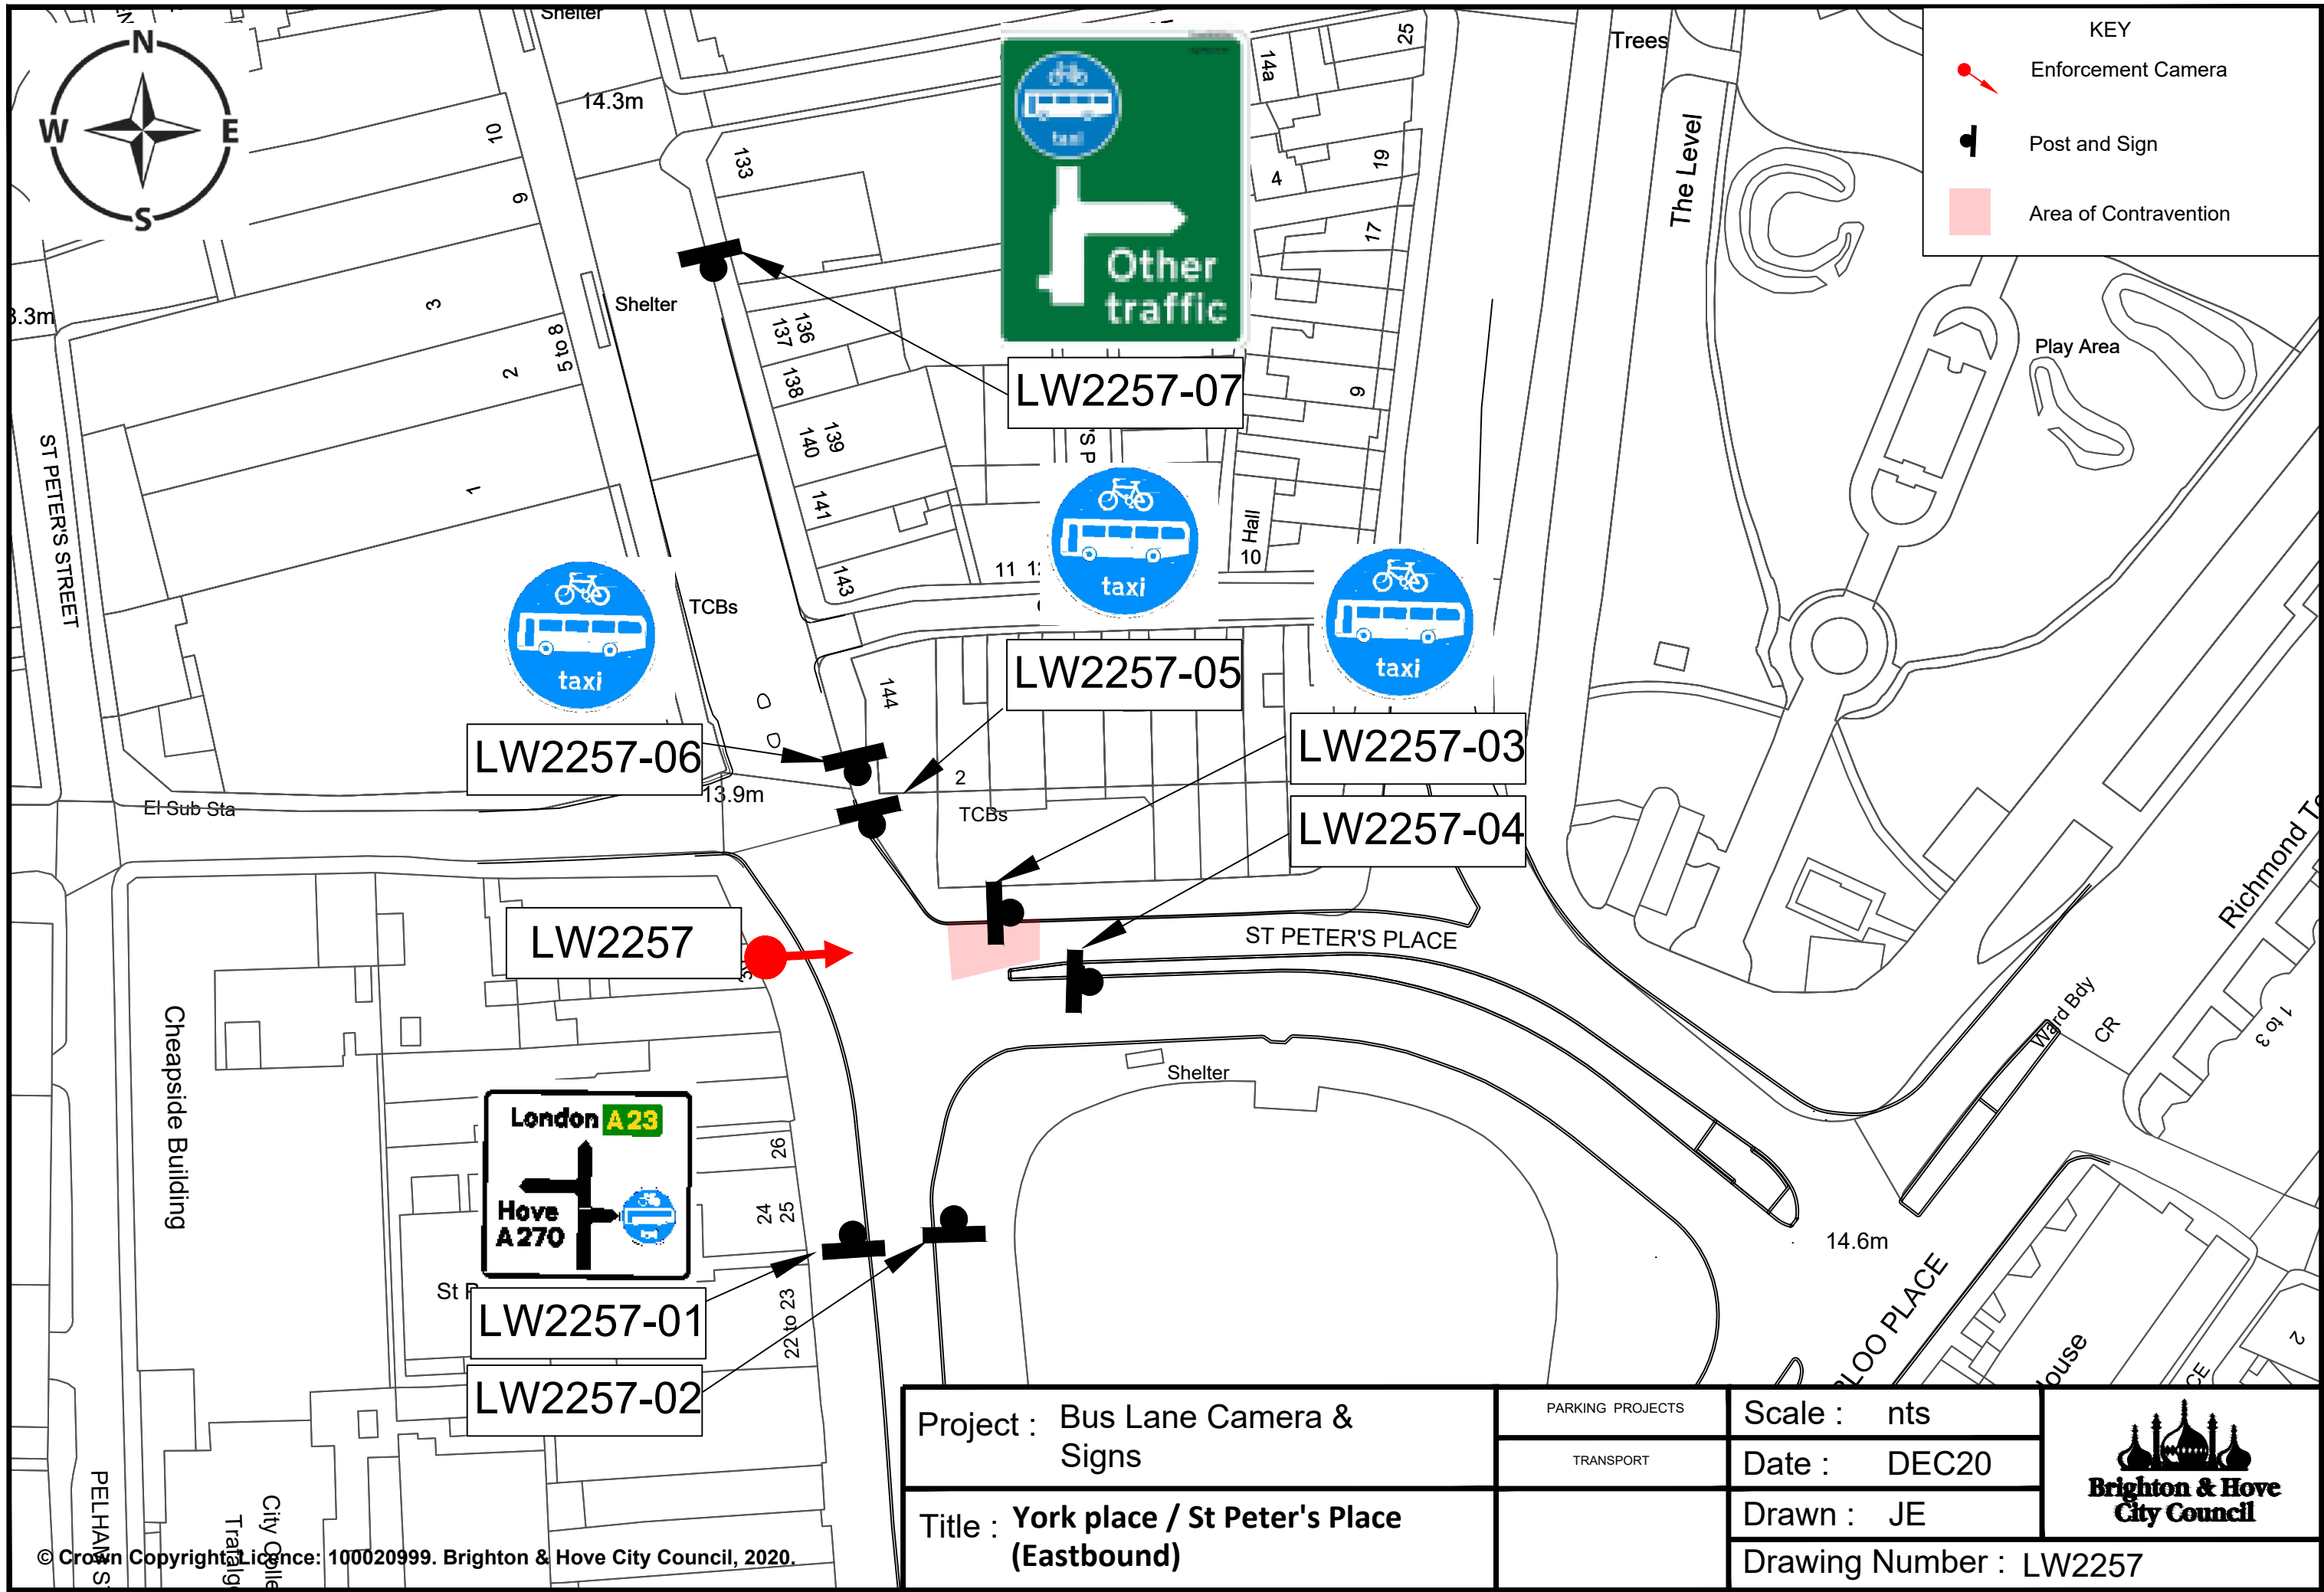 Shelter
N
W
E
S
14.3m
10
9
3
2
1
5 to 8
3.3m
ST PETER'S STREET
Shelter
133
136
137
138
139
140
141
143
144
taxi
Other
traffic
LW2257-07
14a
25
19
4
17
9
Hall
10
11
'S P
Trees
The Level
Play Area
KEY
Enforcement Camera
Post and Sign
Area of Contravention
taxi
LW2257-06
TCBs
taxi
LW2257-05
taxi
LW2257-03
LW2257-04
2
TCBs
13.9m
El Sub Sta
LW2257
ST PETER'S PLACE
Shelter
Cheapside Building
London A23
Hove
A270
26
24
25
22 to 23
LW2257-01
LW2257-02
Richmond
Ward Bdy
CR
1 to 3
14.6m
2
PELHAM
City
© Crown Copyright. Licence: 100020999. Brighton & Hove City Council, 2020.
Project : Bus Lane Camera &
Signs
Title : York place / St Peter's Place
(Eastbound)
PARKING PROJECTS
TRANSPORT
Scale : nts
Date : DEC20
Drawn : JE
Drawing Number : LW2257
Brighton & Hove
City Council